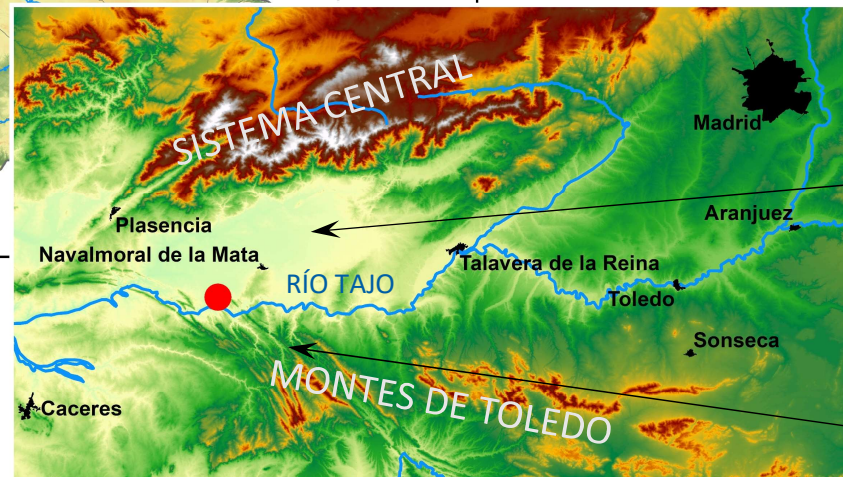 SISTEMA CENTRAL
Madrid
Aranjuez
Plasencia
Navalmoral de la Mata
Talavera de la Reina
RÍO TAJO
Toledo
Sonseca
MONTES DE TOLEDO
Caceres